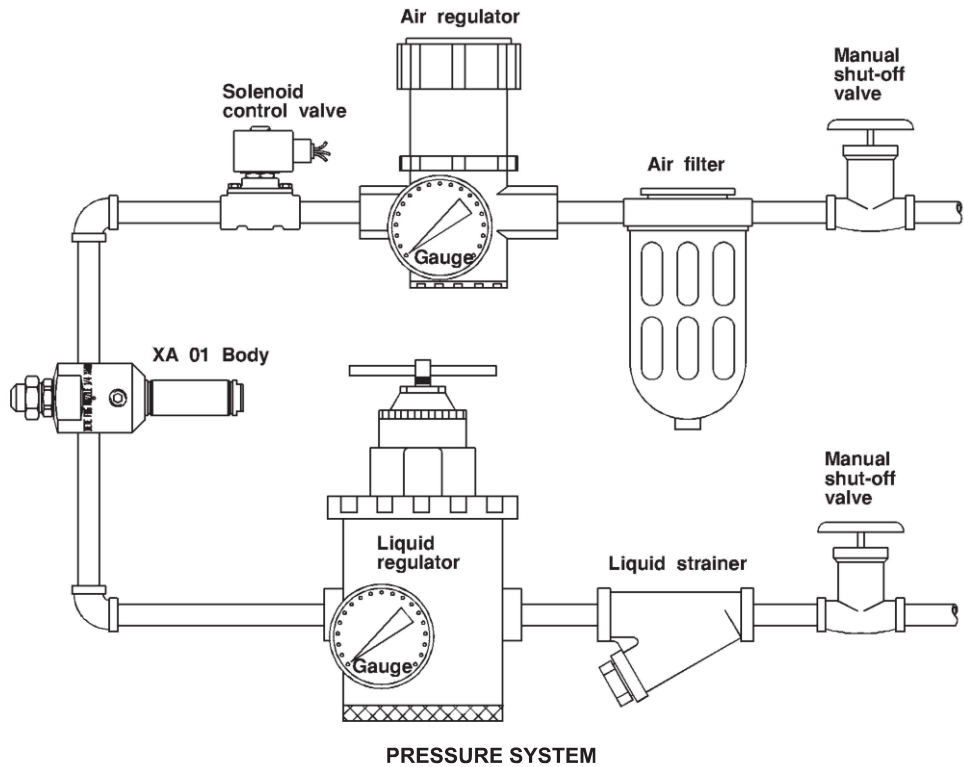 Air regulator
Manual
shut-off
valve
Solenoid
control valve
Air filter
Gauge
XA 01 Body
Manual
shut-off
valve
Liquid
regulator
Liquid strainer
Gauge
PRESSURE SYSTEM